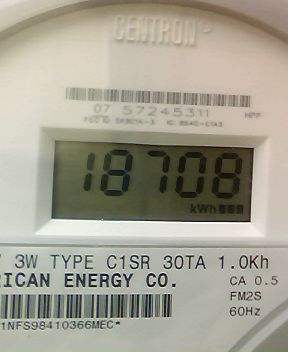 CENTRON®
07 57245311 HPF
18708
kWh
3W TYPE C1SR 30TA 1.0Kh
RICAN ENERGY CO. CA 0.5
FM2S
1NFS98410366MEC* 60Hz